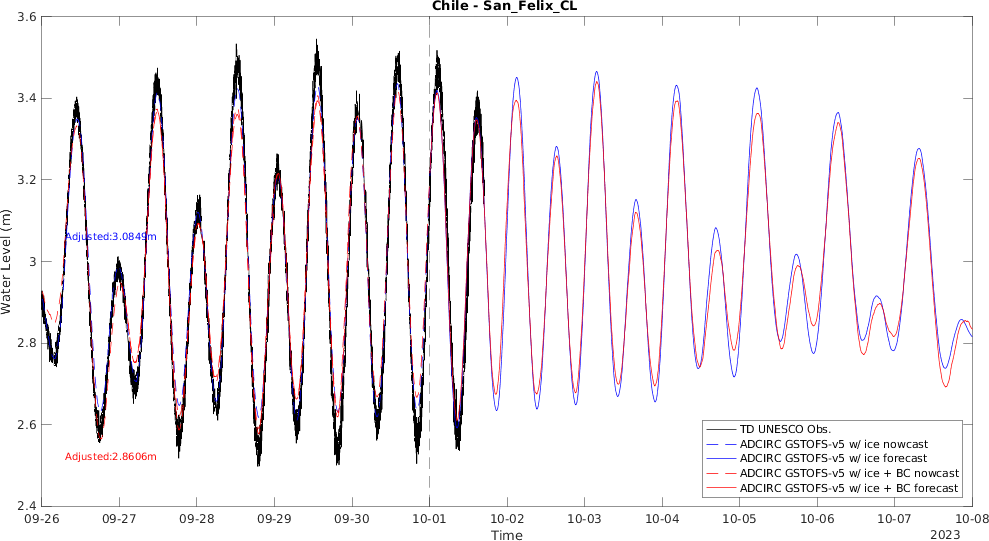 Chile - San_Felix_CL
3.6
3.4
3.2
3
2.8
2.6
2.4
Water Level (m)
Adjusted:3.0849m
Adjusted:2.8606m
TD UNESCO Obs.
ADCIRC GSTOFS-v5 w/ ice nowcast
ADCIRC GSTOFS-v5 w/ ice forecast
ADCIRC GSTOFS-v5 w/ ice + BC nowcast
ADCIRC GSTOFS-v5 w/ ice + BC forecast
09-26 09-27 09-28 09-29 09-30 10-01 10-02 10-03 10-04 10-05 10-06 10-07 10-08
Time
2023